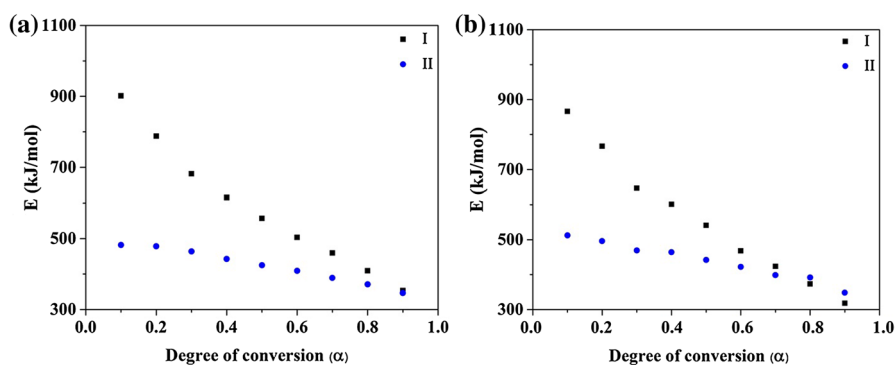 (a)
1100
900
700
500
300
E (kJ/mol)
I
II
0.0 0.2 0.4 0.6 0.8 1.0
Degree of conversion (α)
(b)
1100
900
700
500
300
E (kJ/mol)
I
II
0.0 0.2 0.4 0.6 0.8 1.0
Degree of conversion (α)